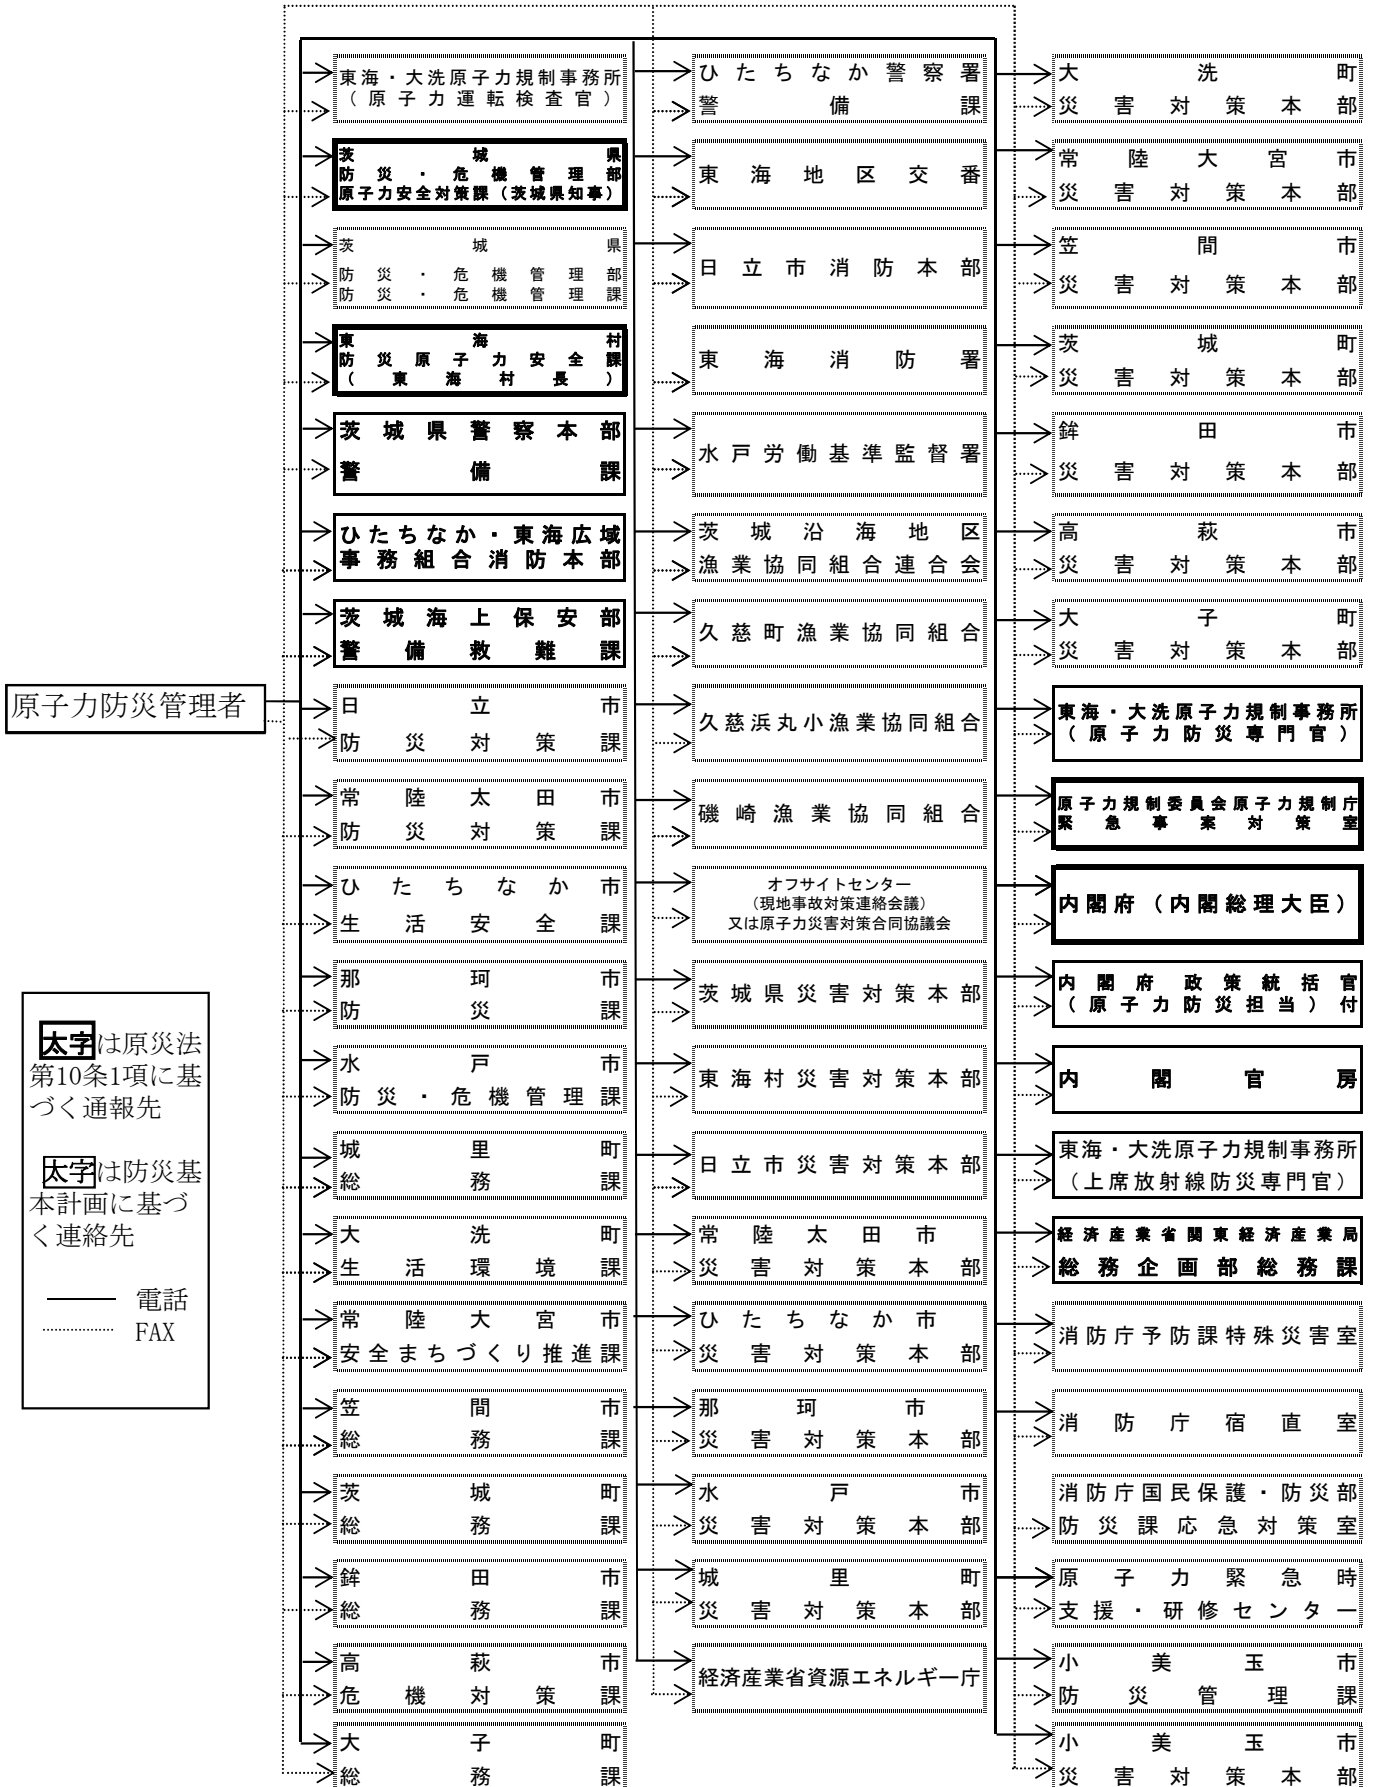 原子力防災管理者
太字は原災法
第10条1項に基
づく通報先
太字は防災基
本計画に基づ
く連絡先
電話
FAX
東海・大洗原子力規制事務所
（原子力運転検査官）
茨城県
防災・危機管理部
原子力安全対策課（茨城県知事）
茨城県
防災・危機管理部
防災・危機管理課
東海村
防災原子力安全課
（東海村長）
茨城県警察本部
警備課
ひたちなか・東海広域
事務組合消防本部
茨城海上保安部
警備救難課
日立市
防災対策課
常陸太田市
防災対策課
ひたちなか市
生活安全課
那珂市
防災課
水戸市
防災・危機管理課
城里町
総務課
大洗町
生活環境課
常陸大宮市
安全まちづくり推進課
笠間市
総務課
茨城町
総務課
鉾田市
総務課
高萩市
危機対策課
大子町
総務課
ひたちなか警察署
警備課
東海地区交番
日立市消防本部
東海消防署
水戸労働基準監督署
茨城沿海地区
漁業協同組合連合会
久慈町漁業協同組合
久慈浜丸小漁業協同組合
磯崎漁業協同組合
オフサイトセンター
（現地事故対策連絡会議）
又は原子力災害対策合同協議会
茨城県災害対策本部
東海村災害対策本部
日立市災害対策本部
常陸太田市
災害対策本部
ひたちなか市
災害対策本部
那珂市
災害対策本部
水戸市
災害対策本部
城里町
災害対策本部
経済産業省資源エネルギー庁
大洗町
災害対策本部
常陸大宮市
災害対策本部
笠間市
災害対策本部
茨城町
災害対策本部
鉾田市
災害対策本部
高萩市
災害対策本部
大子町
災害対策本部
東海・大洗原子力規制事務所
（原子力防災専門官）
原子力規制委員会原子力規制庁
緊急事案対策室
内閣府（内閣総理大臣）
内閣府政策統括官
（原子力防災担当）付
内閣官房
東海・大洗原子力規制事務所
（上席放射線防災専門官）
経済産業省関東経済産業局
総務企画部総務課
消防庁予防課特殊災害室
消防庁宿直室
消防庁国民保護・防災部
防災課応急対策室
原子力緊急時
支援・研修センター
小美玉市
防災管理課
小美玉市
災害対策本部